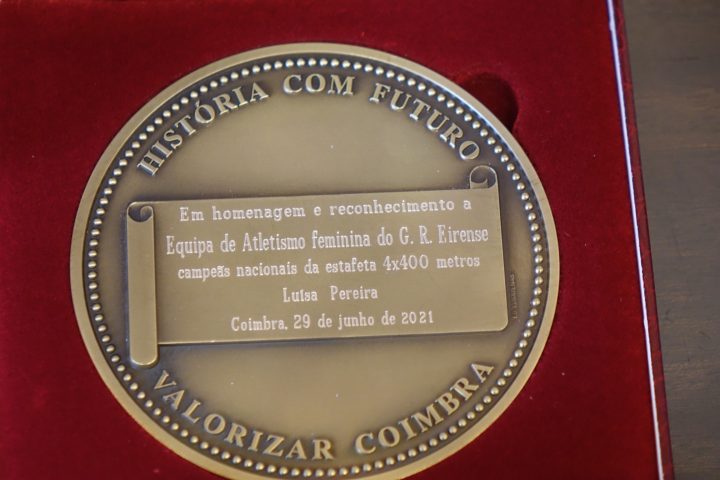 HISTÓRIA COM FUTURO
Em homenagem e reconhecimento a
Equipa de Atletismo feminina do G. R. Eirense
campeãs nacionais da estafeta 4x400 metros
Luísa Pereira
Coimbra, 29 de junho de 2021
VALORIZAR COIMBRA